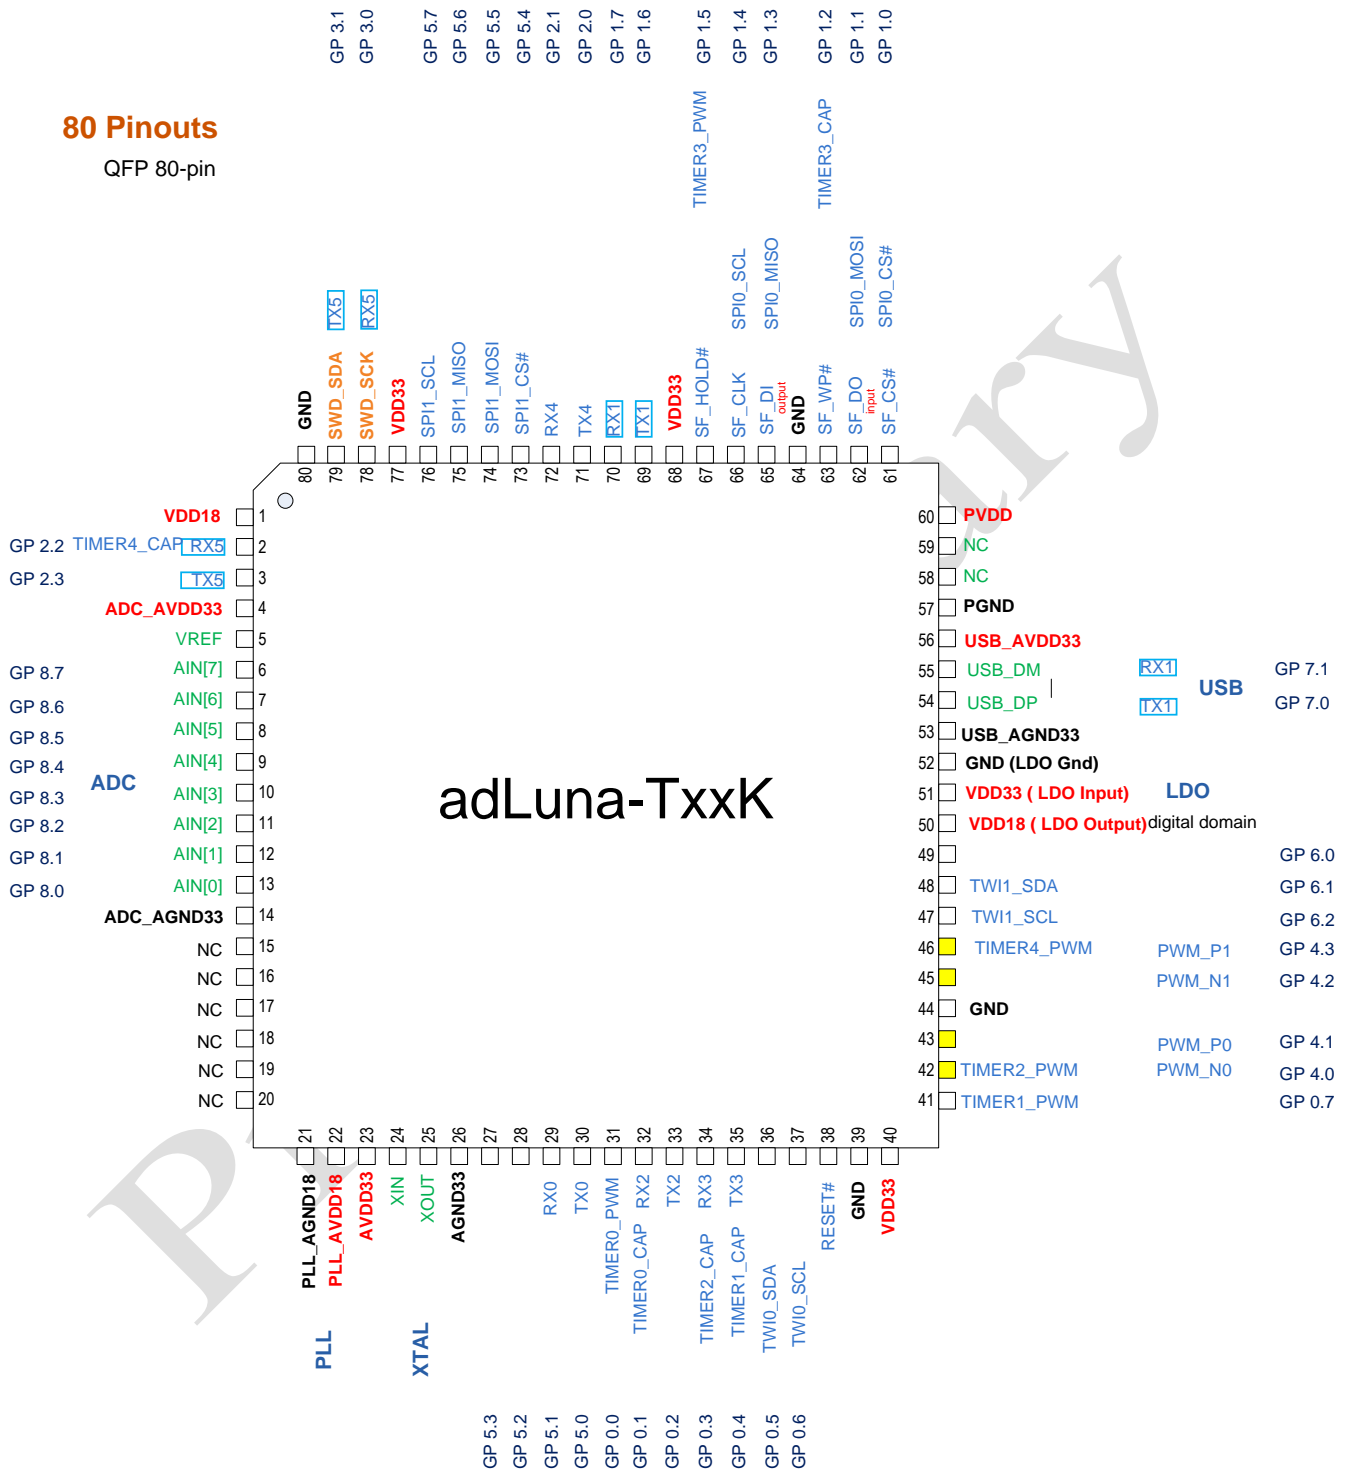 GP 3.1
GP 3.0
GP 5.7
GP 5.6
GP 5.5
GP 5.4
GP 2.1
GP 2.0
GP 1.7
GP 1.6
GP 1.5
GP 1.4
GP 1.3
GP 1.2
GP 1.1
GP 1.0
80 Pinouts
QFP 80-pin
TIMER3_PWM
TIMER3_CAP
TX5
RX5
SPI0_SCL
SPI0_MISO
SPI0_MOSI
SPI0_CS#
GND
SWD_SDA
SWD_SCK
VDD33
SPI1_SCL
SPI1_MISO
SPI1_MOSI
SPI1_CS#
RX4
TX4
RX1
TX1
VDD33
SF_HOLD#
SF_CLK
SF_DI
output
GND
SF_WP#
SF_DO
input
SF_CS#
80
79
78
77
76
75
74
73
72
71
70
69
68
67
66
65
64
63
62
61
VDD18 1
GP 2.2 TIMER4_CAP RX5 2
GP 2.3 TX5 3
ADC_AVDD33 4
VREF 5
GP 8.7 AIN[7] 6
GP 8.6 AIN[6] 7
GP 8.5 AIN[5] 8
GP 8.4 AIN[4] 9
ADC
GP 8.3 AIN[3] 10
GP 8.2 AIN[2] 11
GP 8.1 AIN[1] 12
GP 8.0 AIN[0] 13
ADC_AGND33 14
NC 15
NC 16
NC 17
NC 18
NC 19
NC 20
adLuna-TxxK
60 PVDD
59 NC
58 NC
57 PGND
56 USB_AVDD33
55 USB_DM RX1 GP 7.1
USB
54 USB_DP TX1 GP 7.0
53 USB_AGND33
52 GND (LDO Gnd)
51 VDD33 ( LDO Input) LDO
50 VDD18 ( LDO Output) digital domain
49 GP 6.0
48 TWI1_SDA GP 6.1
47 TWI1_SCL GP 6.2
46 TIMER4_PWM PWM_P1 GP 4.3
45 PWM_N1 GP 4.2
44 GND
43 PWM_P0 GP 4.1
42 TIMER2_PWM PWM_N0 GP 4.0
41 TIMER1_PWM GP 0.7
21
22
23
24
25
26
27
28
29
30
31
32
33
34
35
36
37
38
39
40
PLL_AGND18
PLL_AVDD18
AVDD33
XIN
XOUT
AGND33
RX0
TX0
TIMER0_PWM
TIMER0_CAP RX2
TX2
TIMER2_CAP RX3
TIMER1_CAP TX3
TWI0_SDA
TWI0_SCL
RESET#
GND
VDD33
PLL
XTAL
GP 5.3
GP 5.2
GP 5.1
GP 5.0
GP 0.0
GP 0.1
GP 0.2
GP 0.3
GP 0.4
GP 0.5
GP 0.6